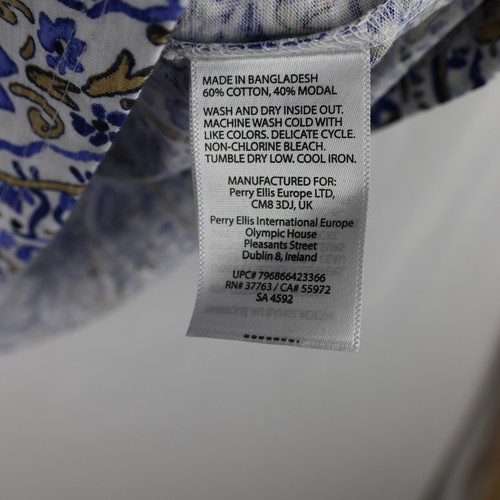 MADE IN BANGLADESH
60% COTTON, 40% MODAL
WASH AND DRY INSIDE OUT.
MACHINE WASH COLD WITH
LIKE COLORS. DELICATE CYCLE.
NON-CHLORINE BLEACH.
TUMBLE DRY LOW. COOL IRON.
MANUFACTURED FOR:
Perry Ellis Europe LTD,
CM8 3DJ, UK
Perry Ellis International Europe
Olympic House
Pleasants Street
Dublin 8, Ireland
UPC# 796866423366
RN# 37763 / CA# 55972
SA 4592